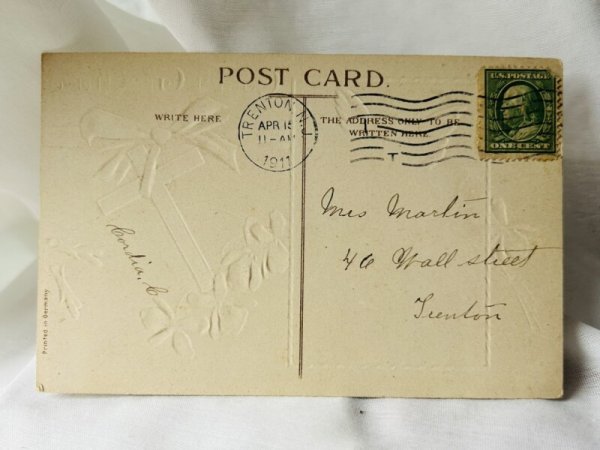 POST CARD.
WRITE HERE
THE ADDRESS ONLY TO BE
WRITTEN HERE.
TRENTON, N.J.
APR 15
11-AM
1911
T
U.S. POSTAGE
ONE CENT
Mrs Martin
46 Wall street
Trenton
Cordia. C
Printed in Germany